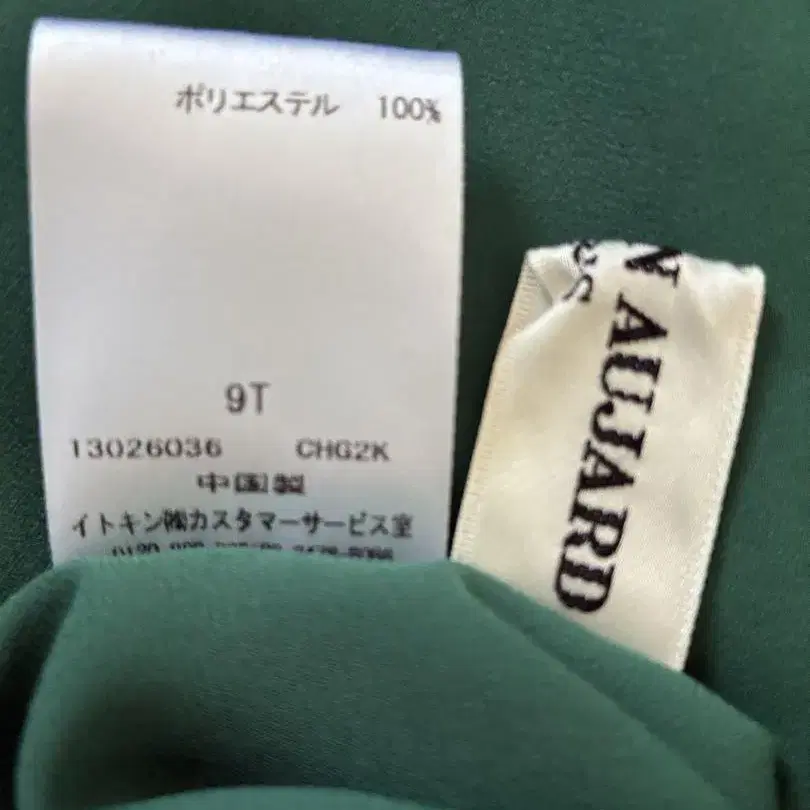 ポリエステル 100%
9T
13026036 CHG2K
中国製
イトキン㈱カスタマーサービス室
AUJARD